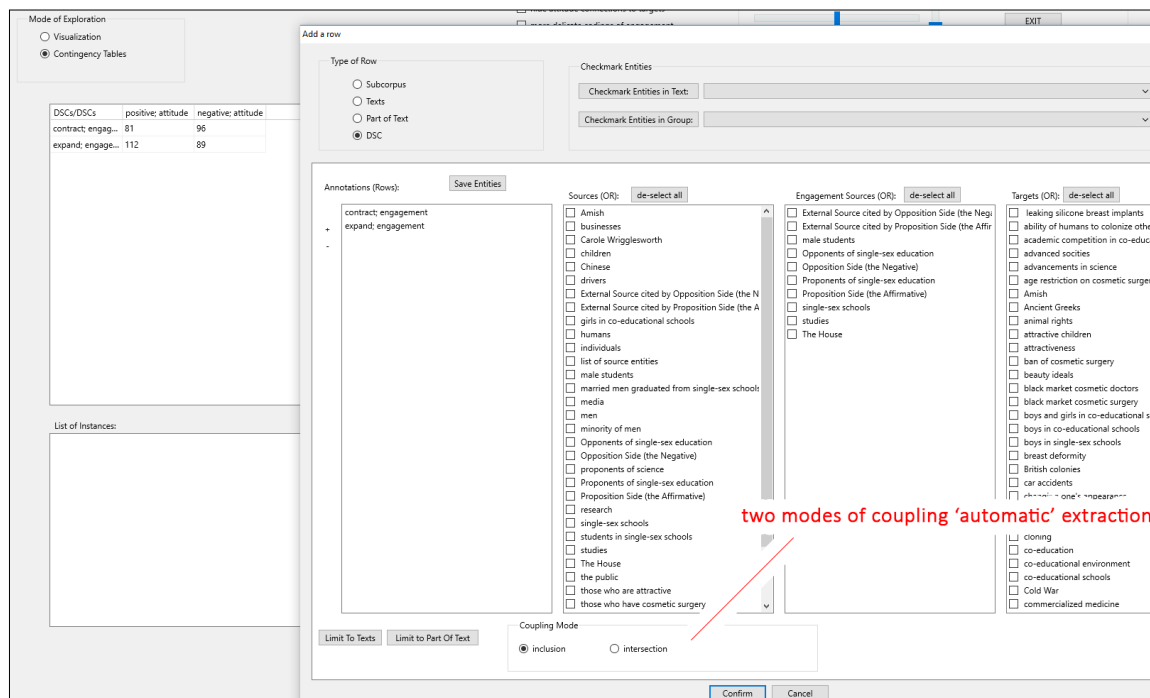 Mode of Exploration
Visualization
Contingency Tables
EXIT
Add a row
Type of Row
Subcorpus
Texts
Part of Text
DSC
Checkmark Entities
Checkmark Entities in Text:
Checkmark Entities in Group:
DSCs/DSCs positive; attitude negative; attitude
contract; engag... 81 96
expand; engage... 112 89
List of Instances:
Annotations (Rows): Save Entities
+
-
contract; engagement
expand; engagement
Sources (OR): de-select all
Amish
businesses
Carole Wrigglesworth
children
Chinese
drivers
External Source cited by Opposition Side (the N
External Source cited by Proposition Side (the A
girls in co-educational schools
humans
individuals
list of source entities
male students
married men graduated from single-sex schools
media
men
minority of men
Opponents of single-sex education
Opposition Side (the Negative)
proponents of science
Proponents of single-sex education
Proposition Side (the Affirmative)
research
single-sex schools
students in single-sex schools
studies
The House
the public
those who are attractive
those who have cosmetic surgery
Engagement Sources (OR): de-select all
External Source cited by Opposition Side (the Nega
External Source cited by Proposition Side (the Affir
male students
Opponents of single-sex education
Opposition Side (the Negative)
Proponents of single-sex education
Proposition Side (the Affirmative)
single-sex schools
studies
The House
Targets (OR): de-select all
leaking silicone breast implants
ability of humans to colonize othe
academic competition in co-educa
advanced socities
advancements in science
age restriction on cosmetic surger
Amish
Ancient Greeks
animal rights
attractive children
attractiveness
ban of cosmetic surgery
beauty ideals
black market cosmetic doctors
black market cosmetic surgery
boys and girls in co-educational s
boys in co-educational schools
boys in single-sex schools
breast deformity
British colonies
car accidents
two modes of coupling ‘automatic’ extraction
cloning
co-education
co-educational environment
co-educational schools
Cold War
commercialized medicine
Limit To Texts Limit to Part Of Text
Coupling Mode
inclusion intersection
Confirm Cancel